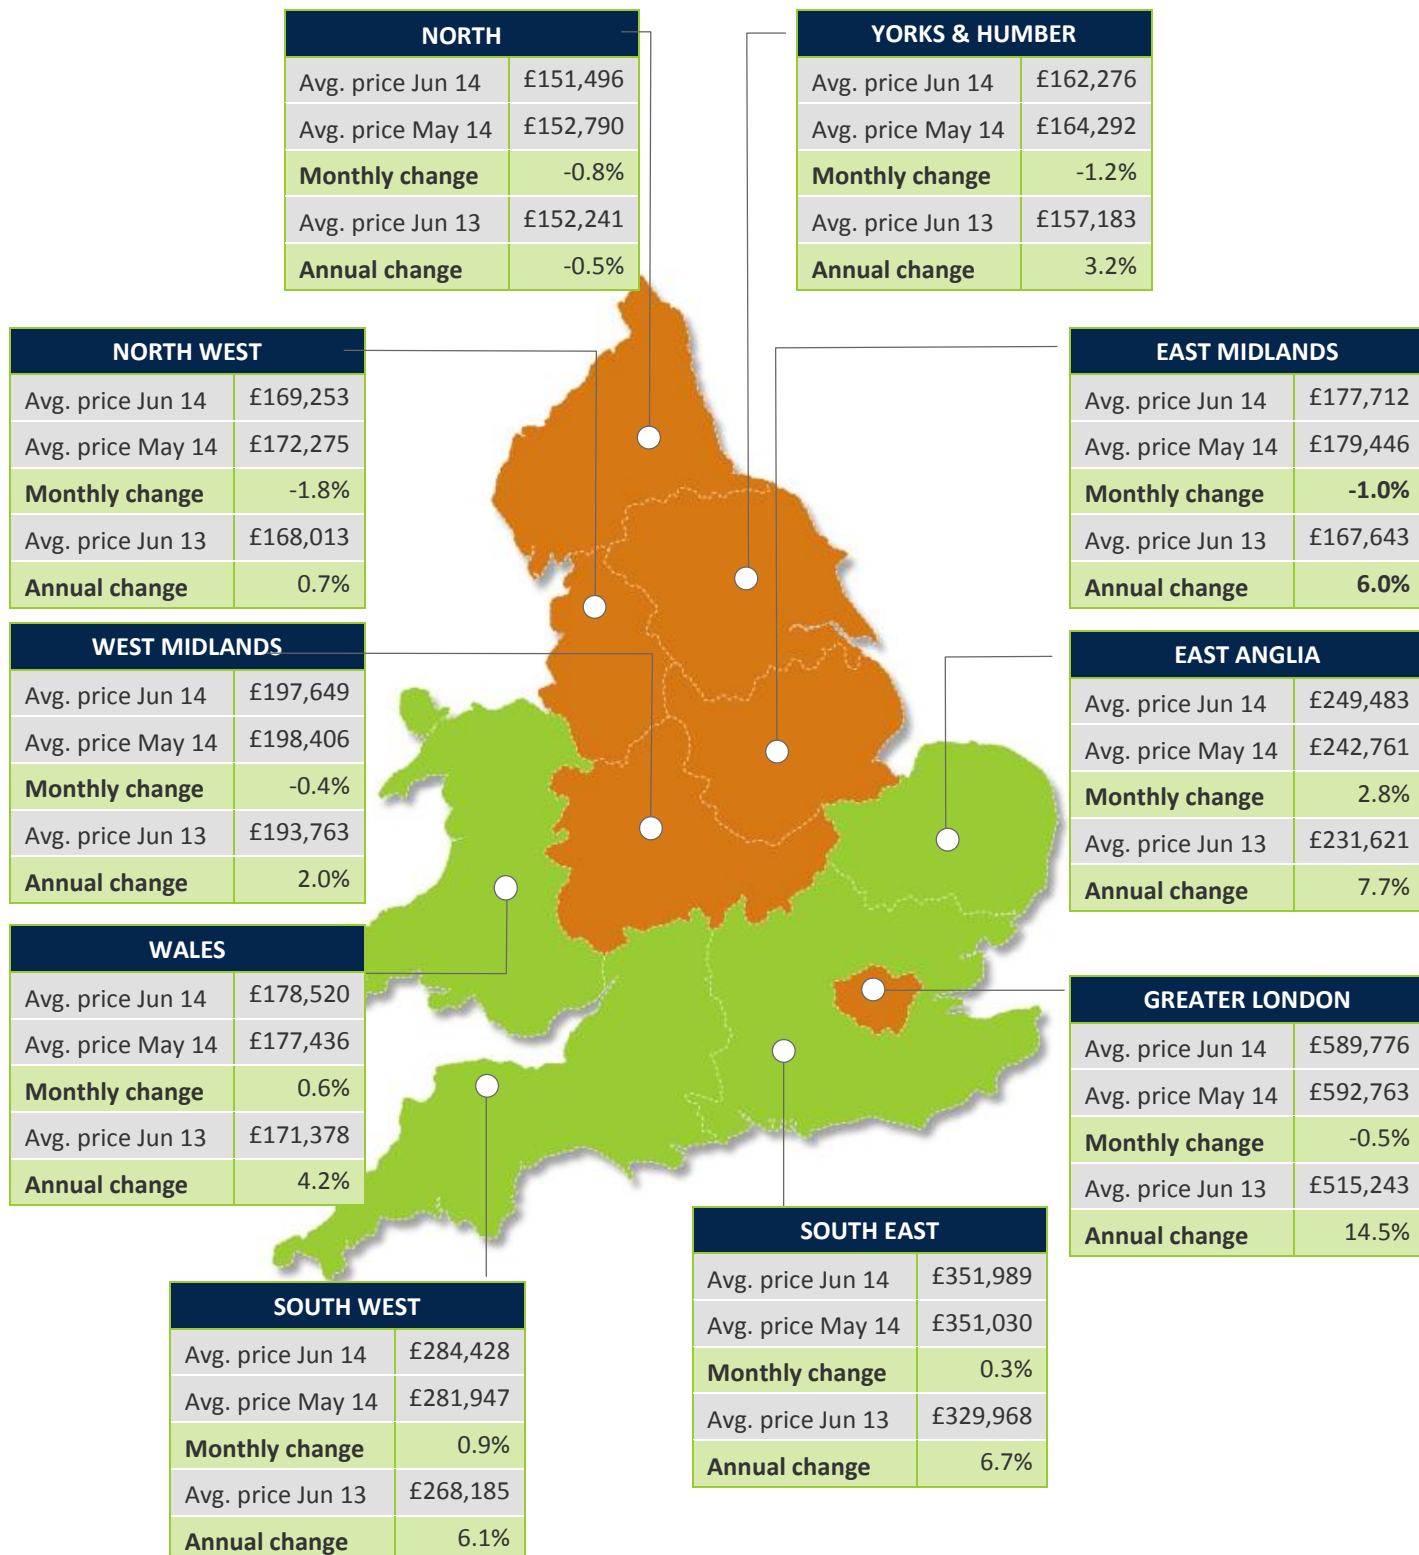 NORTH
Avg. price Jun 14 £151,496
Avg. price May 14 £152,790
Monthly change -0.8%
Avg. price Jun 13 £152,241
Annual change -0.5%
YORKS & HUMBER
Avg. price Jun 14 £162,276
Avg. price May 14 £164,292
Monthly change -1.2%
Avg. price Jun 13 £157,183
Annual change 3.2%
NORTH WEST
Avg. price Jun 14 £169,253
Avg. price May 14 £172,275
Monthly change -1.8%
Avg. price Jun 13 £168,013
Annual change 0.7%
EAST MIDLANDS
Avg. price Jun 14 £177,712
Avg. price May 14 £179,446
Monthly change -1.0%
Avg. price Jun 13 £167,643
Annual change 6.0%
WEST MIDLANDS
Avg. price Jun 14 £197,649
Avg. price May 14 £198,406
Monthly change -0.4%
Avg. price Jun 13 £193,763
Annual change 2.0%
EAST ANGLIA
Avg. price Jun 14 £249,483
Avg. price May 14 £242,761
Monthly change 2.8%
Avg. price Jun 13 £231,621
Annual change 7.7%
WALES
Avg. price Jun 14 £178,520
Avg. price May 14 £177,436
Monthly change 0.6%
Avg. price Jun 13 £171,378
Annual change 4.2%
GREATER LONDON
Avg. price Jun 14 £589,776
Avg. price May 14 £592,763
Monthly change -0.5%
Avg. price Jun 13 £515,243
Annual change 14.5%
SOUTH EAST
Avg. price Jun 14 £351,989
Avg. price May 14 £351,030
Monthly change 0.3%
Avg. price Jun 13 £329,968
Annual change 6.7%
SOUTH WEST
Avg. price Jun 14 £284,428
Avg. price May 14 £281,947
Monthly change 0.9%
Avg. price Jun 13 £268,185
Annual change 6.1%